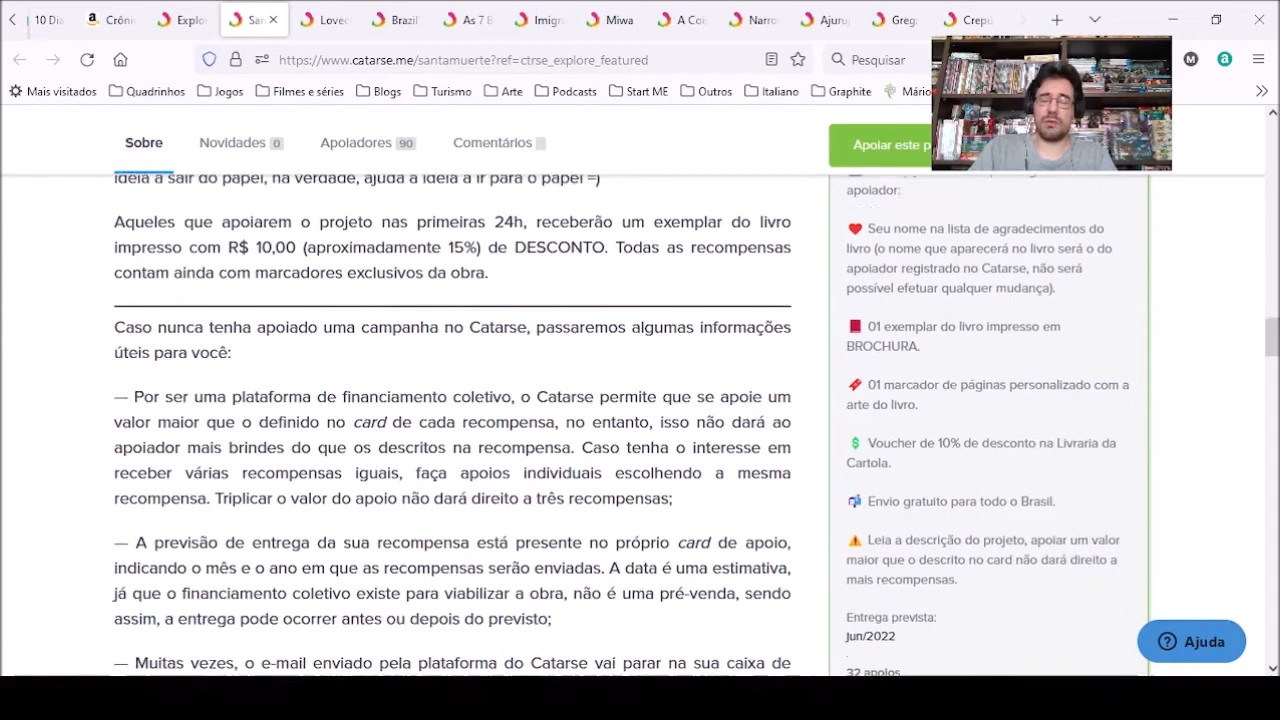 10 Dia
Crôni
Explo
San
Lovec
Brazil
As 7 B
Imigra
Miwa
A Coi
Narro
Ajuruj
Greg:
Crepú
https://www.catarse.me/santamuerte?ref=ctrse_explore_featured
Pesquisar
M
a
Mais visitados
Quadrinhos
Jogos
Filmes e séries
Blogs
Turi
Arte
Podcasts
Start ME
Outros
Italiano
Graphite
Mário
Sobre
Novidades 0
Apoiadores 90
Comentários
Apoiar este p
ideia a sair do papel, na verdade, ajuda a ideia a ir para o papel =)
Aqueles que apoiarem o projeto nas primeiras 24h, receberão um exemplar do livro
impresso com R$ 10,00 (aproximadamente 15%) de DESCONTO. Todas as recompensas
contam ainda com marcadores exclusivos da obra.
Caso nunca tenha apoiado uma campanha no Catarse, passaremos algumas informações
úteis para você:
— Por ser uma plataforma de financiamento coletivo, o Catarse permite que se apoie um
valor maior que o definido no card de cada recompensa, no entanto, isso não dará ao
apoiador mais brindes do que os descritos na recompensa. Caso tenha o interesse em
receber várias recompensas iguais, faça apoios individuais escolhendo a mesma
recompensa. Triplicar o valor do apoio não dará direito a três recompensas;
— A previsão de entrega da sua recompensa está presente no próprio card de apoio,
indicando o mês e o ano em que as recompensas serão enviadas. A data é uma estimativa,
já que o financiamento coletivo existe para viabilizar a obra, não é uma pré-venda, sendo
assim, a entrega pode ocorrer antes ou depois do previsto;
— Muitas vezes, o e-mail enviado pela plataforma do Catarse vai parar na sua caixa de
apoiador:
Seu nome na lista de agradecimentos do
livro (o nome que aparecerá no livro será o do
apoiador registrado no Catarse, não será
possível efetuar qualquer mudança).
01 exemplar do livro impresso em
BROCHURA.
01 marcador de páginas personalizado com a
arte do livro.
Voucher de 10% de desconto na Livraria da
Cartola.
Envio gratuito para todo o Brasil.
Leia a descrição do projeto, apoiar um valor
maior que o descrito no card não dará direito a
mais recompensas.
Entrega prevista:
Jun/2022
32 apoios
Ajuda